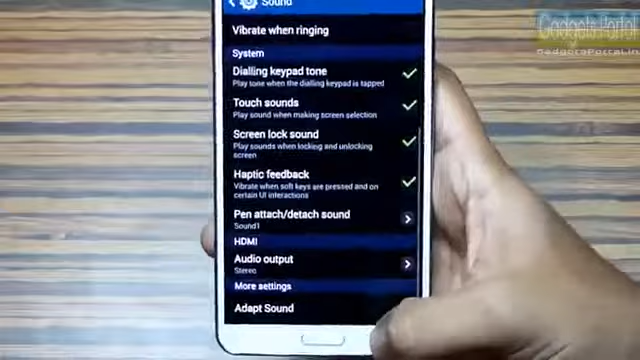 Sound
Gadgets Portal
GadgetsPortal.in
Vibrate when ringing
System
Dialling keypad tone
Play tone when the dialling keypad is tapped
Touch sounds
Play sound when making screen selection
Screen lock sound
Play sounds when locking and unlocking
screen
Haptic feedback
Vibrate when soft keys are pressed and on
certain UI interactions
Pen attach/detach sound
Sound1
HDMI
Audio output
Stereo
More settings
Adapt Sound